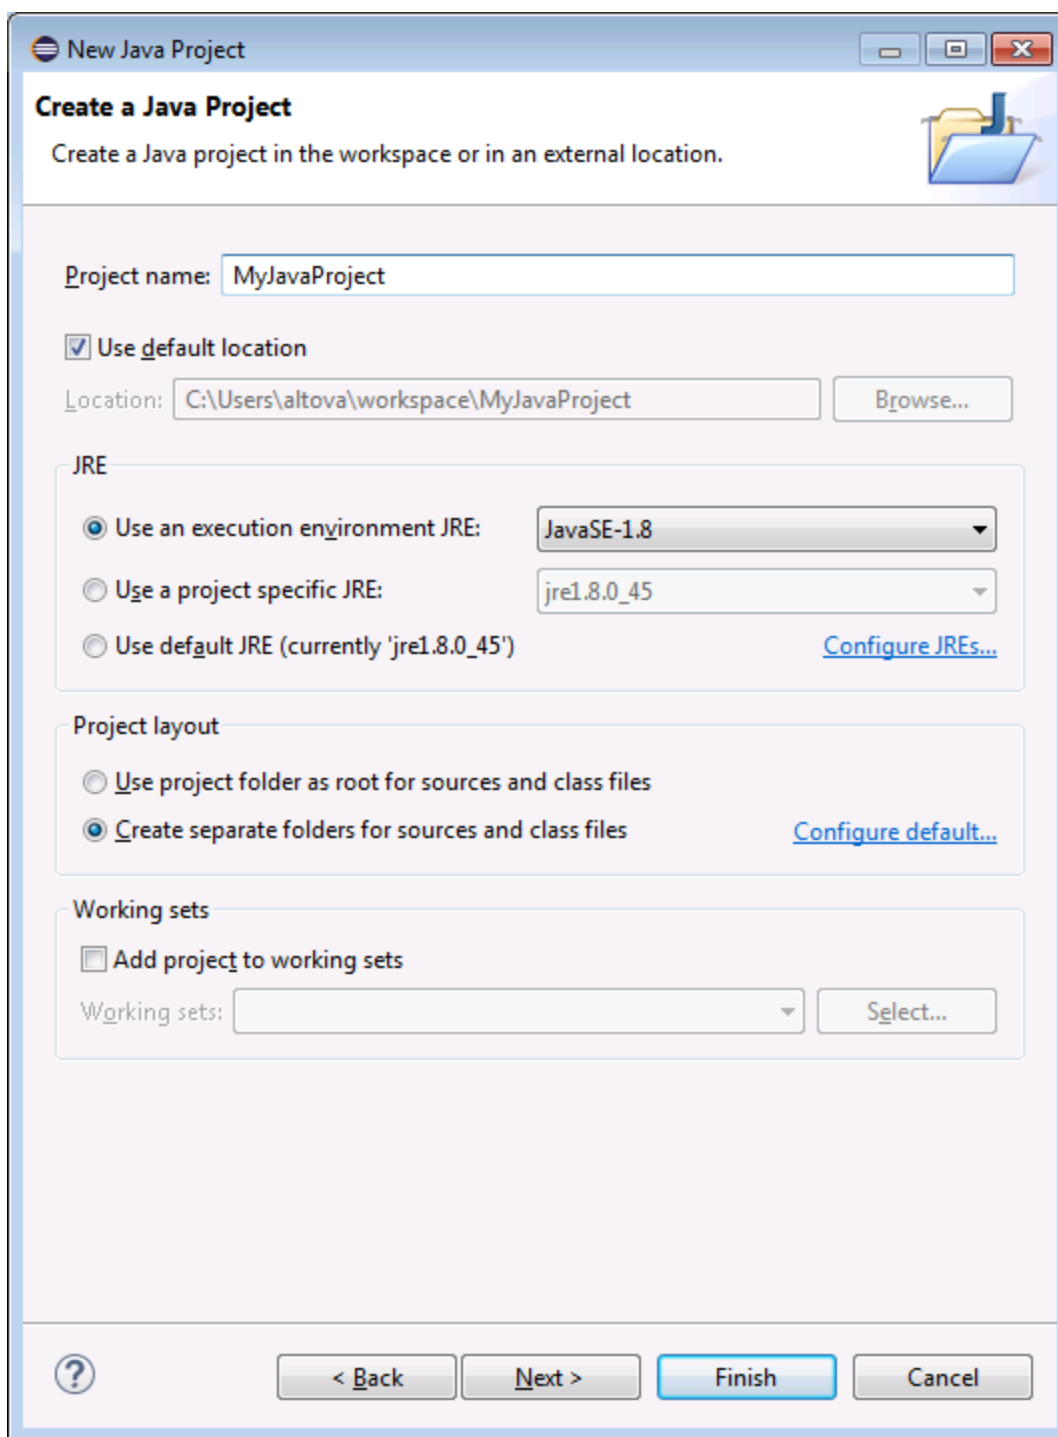 New Java Project
Create a Java Project
Create a Java project in the workspace or in an external location.
Project name: MyJavaProject
Use default location
Location: C:\Users\altova\workspace\MyJavaProject Browse...
JRE
Use an execution environment JRE: JavaSE-1.8
Use a project specific JRE: jre1.8.0_45
Use default JRE (currently 'jre1.8.0_45') Configure JREs...
Project layout
Use project folder as root for sources and class files
Create separate folders for sources and class files Configure default...
Working sets
Add project to working sets
Working sets: Select...
? < Back Next > Finish Cancel